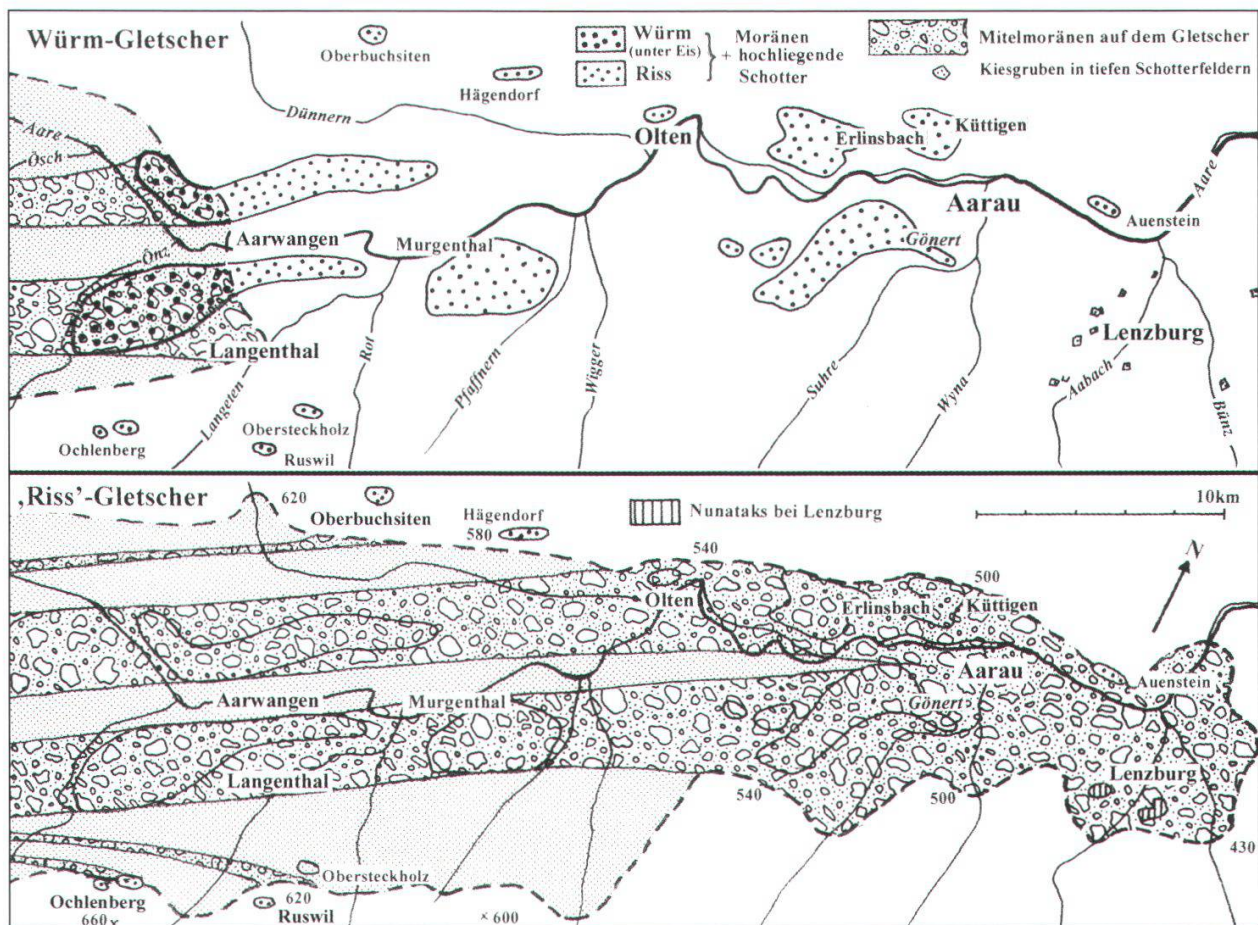 Würm-Gletscher
Oberbuchsiten
Hägendorf
Würm
(unter Eis)
Riss
Moränen
+ hochliegende
Schotter
Mitelmoränen auf dem Gletscher
Kiesgruben in tiefen Schotterfeldern
Dünnern
Olten
Erlinsbach
Küttigen
Aare
Ösch
Aare
Aarau
Auenstein
Aarwangen
Önz
Murgenthal
Gönert
Lenzburg
Langenthal
Langeten
Rot
Pfaffnern
Wigger
Suhre
Wyna
Aabach
Bünz
Obersteckholz
Ochlenberg
Ruswil
‚Riss’-Gletscher
620
Oberbuchsiten
Hägendorf
580
Nunataks bei Lenzburg
10km
N
540
500
Olten
Erlinsbach
Küttigen
Aarau
Auenstein
Aarwangen
Murgenthal
Gönert
Langenthal
Lenzburg
540
500
430
Obersteckholz
Ochlenberg
660 ×
620
Ruswil
× 600